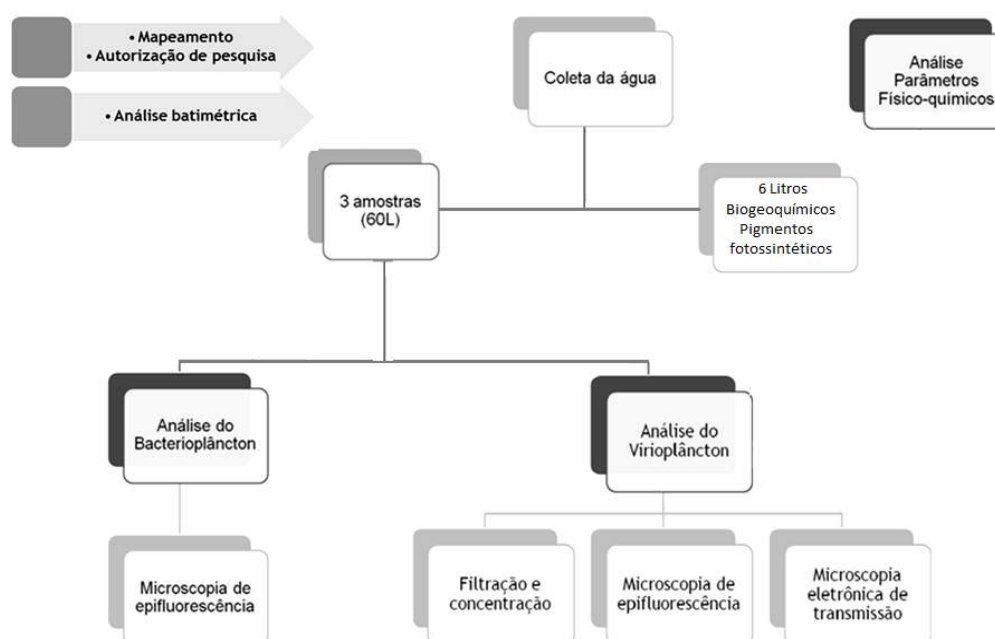 • Mapeamento
• Autorização de pesquisa
• Análise batimétrica
Coleta da água
Análise
Parâmetros
Físico-químicos
3 amostras
(60L)
6 Litros
Biogeoquímicos
Pigmentos
fotossintéticos
Análise do
Bacterioplâncton
Análise do
Virioplâncton
Microscopia de
epifluorescência
Filtração e
concentração
Microscopia de
epifluorescência
Microscopia
eletrônica de
transmissão